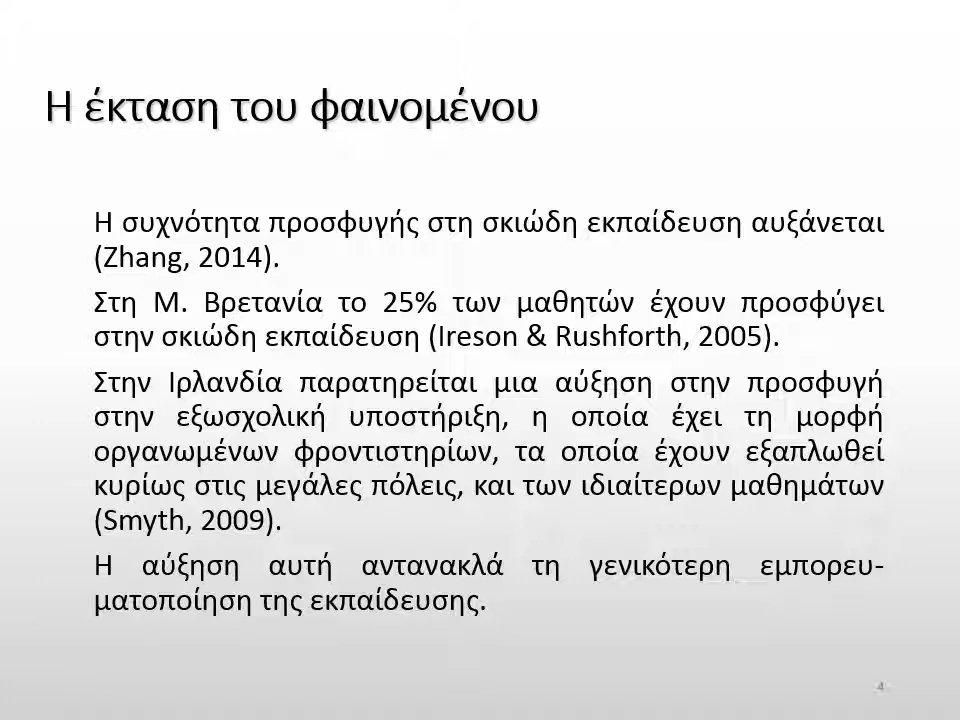 Η έκταση του φαινομένου
Η συχνότητα προσφυγής στη σκιώδη εκπαίδευση αυξάνεται
(Zhang, 2014).
Στη Μ. Βρετανία το 25% των μαθητών έχουν προσφύγει
στην σκιώδη εκπαίδευση (Ireson & Rushforth, 2005).
Στην Ιρλανδία παρατηρείται μια αύξηση στην προσφυγή
στην εξωσχολική υποστήριξη, η οποία έχει τη μορφή
οργανωμένων φροντιστηρίων, τα οποία έχουν εξαπλωθεί
κυρίως στις μεγάλες πόλεις, και των ιδιαίτερων μαθημάτων
(Smyth, 2009).
Η αύξηση αυτή αντανακλά τη γενικότερη εμπορευ-
ματοποίηση της εκπαίδευσης.
4